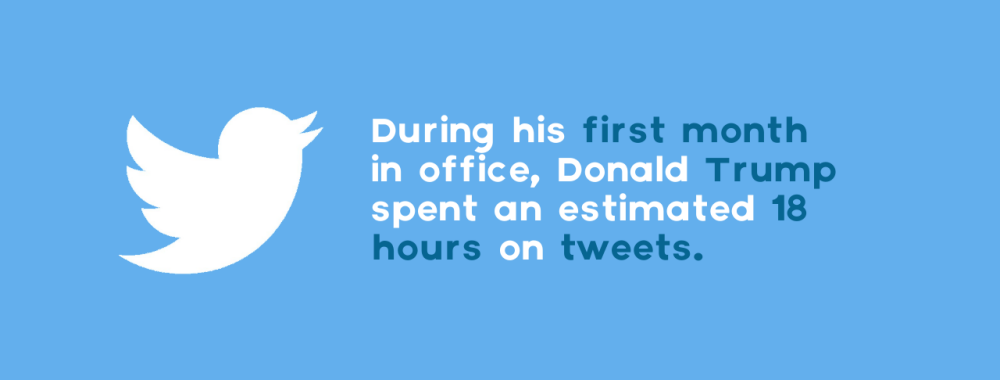 During his first month
in office, Donald Trump
spent an estimated 18
hours on tweets.